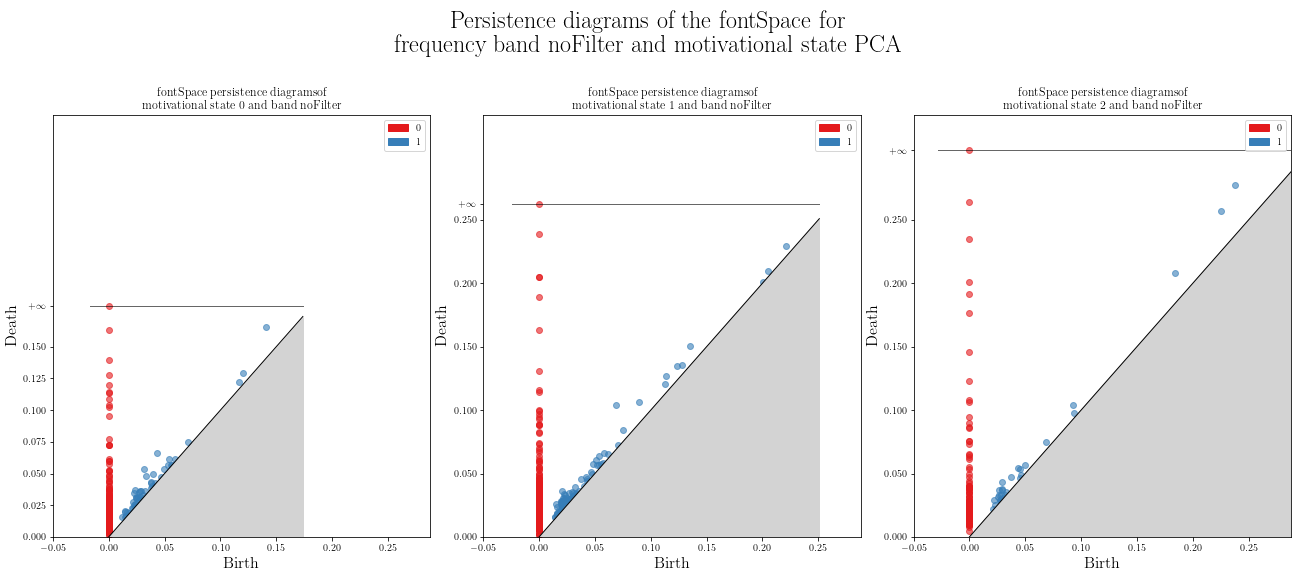 Persistence diagrams of the fontSpace for
frequency band noFilter and motivational state PCA
fontSpace persistence diagramsof
motivational state 0 and band noFilter
0
1
+∞
0.150
0.125
0.100
0.075
0.050
0.025
0.000
Death
−0.05 0.00 0.05 0.10 0.15 0.20 0.25
Birth
fontSpace persistence diagramsof
motivational state 1 and band noFilter
0
1
+∞
0.250
0.200
0.150
0.100
0.050
0.000
Death
−0.05 0.00 0.05 0.10 0.15 0.20 0.25
Birth
fontSpace persistence diagramsof
motivational state 2 and band noFilter
0
1
+∞
0.250
0.200
0.150
0.100
0.050
0.000
Death
−0.05 0.00 0.05 0.10 0.15 0.20 0.25
Birth